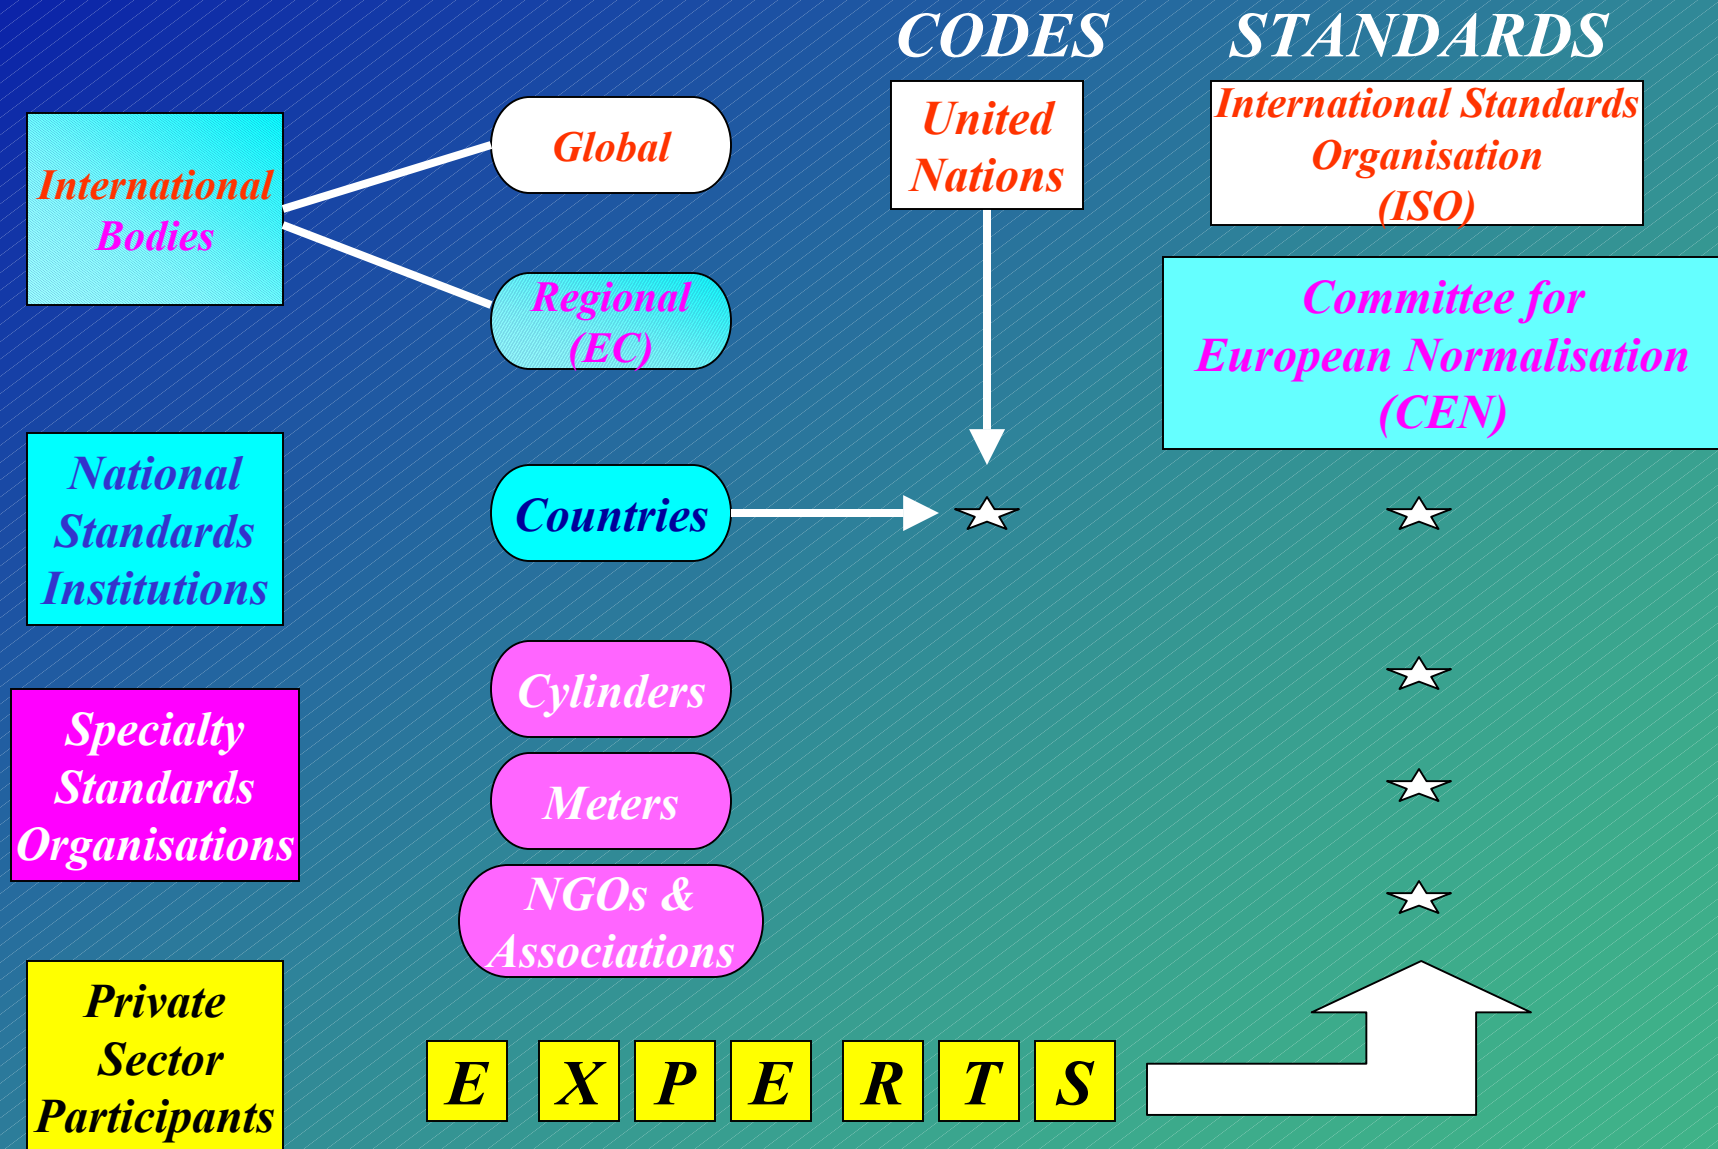 CODES
STANDARDS
International
Bodies
Global
Regional
(EC)
United
Nations
International Standards
Organisation
(ISO)
Committee for
European Normalisation
(CEN)
National
Standards
Institutions
Countries
Specialty
Standards
Organisations
Cylinders
Meters
NGOs &
Associations
Private
Sector
Participants
E X P E R T S